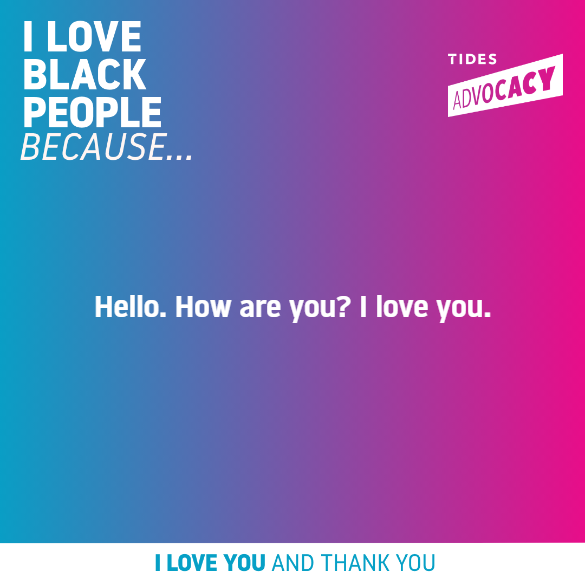 I LOVE
BLACK
PEOPLE
BECAUSE...
TIDES
ADVOCACY
Hello. How are you? I love you.
I LOVE YOU AND THANK YOU